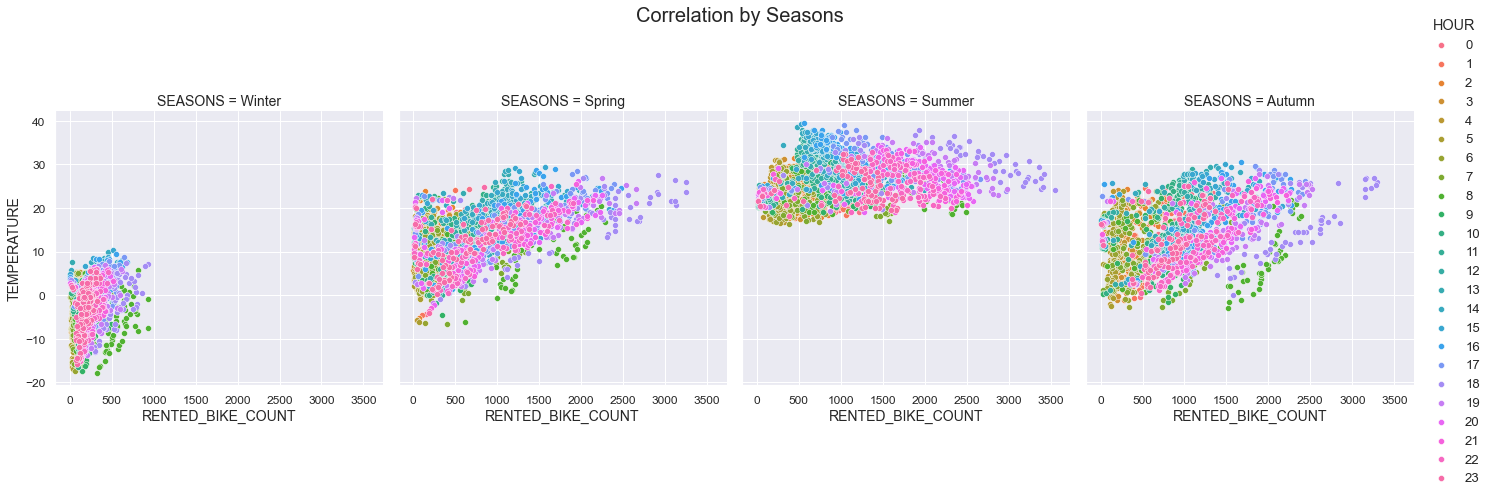 Correlation by Seasons
SEASONS = Winter
SEASONS = Spring
SEASONS = Summer
SEASONS = Autumn
TEMPERATURE
40
30
20
10
0
−10
−20
0 500 1000 1500 2000 2500 3000 3500
RENTED_BIKE_COUNT
0 500 1000 1500 2000 2500 3000 3500
RENTED_BIKE_COUNT
0 500 1000 1500 2000 2500 3000 3500
RENTED_BIKE_COUNT
0 500 1000 1500 2000 2500 3000 3500
RENTED_BIKE_COUNT
HOUR
0
1
2
3
4
5
6
7
8
9
10
11
12
13
14
15
16
17
18
19
20
21
22
23